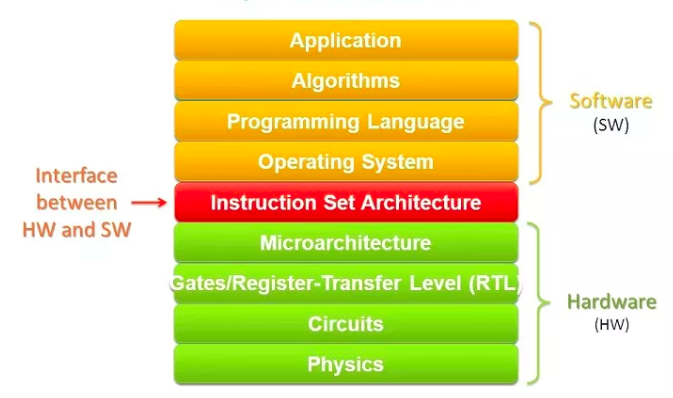 Application
Algorithms
Programming Language
Operating System
Software
(SW)
Interface
between
HW and SW
Instruction Set Architecture
Microarchitecture
Gates/Register-Transfer Level (RTL)
Circuits
Physics
Hardware
(HW)